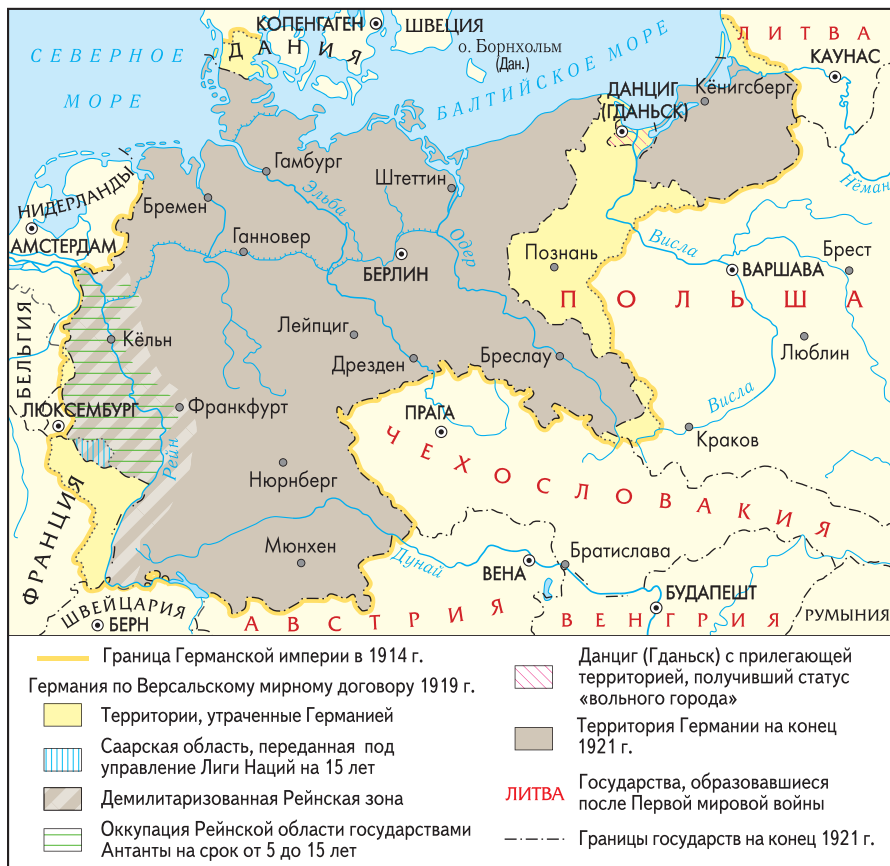 КОПЕНГАГЕН
ШВЕЦИЯ
ЛИТВА
СЕВЕРНОЕ
МОРЕ
ДАНИЯ
о. Борнхольм
(Дан.)
КАУНАС
БАЛТИЙСКОЕ МОРЕ
ДАНЦИГ
(ГДАНЬСК)
Кёнигсберг
Гамбург
Штеттин
Нёман
НИДЕРЛАНДЫ
Бремен
Эльба
АМСТЕРДАМ
Ганновер
Одер
БЕРЛИН
Познань
Висла
ВАРШАВА
Брест
ПОЛЬША
БЕЛЬГИЯ
Кёльн
Лейпциг
Дрезден
Бреслау
Люблин
ЛЮКСЕМБУРГ
Франкфурт
ПРАГА
Висла
Краков
Рейн
ЧЕХОСЛОВАКИЯ
Нюрнберг
ФРАНЦИЯ
Мюнхен
Дунай
ВЕНА
Братислава
БУДАПЕШТ
ШВЕЙЦАРИЯ
БЕРН
АВСТРИЯ
ВЕНГРИЯ
РУМЫНИЯ
Граница Германской империи в 1914 г.
Германия по Версальскому мирному договору 1919 г.
Территории, утраченные Германией
Саарская область, переданная под
управление Лиги Наций на 15 лет
Демилитаризованная Рейнская зона
Оккупация Рейнской области государствами
Антанты на срок от 5 до 15 лет
Данциг (Гданьск) с прилегающей
территорией, получивший статус
«вольного города»
Территория Германии на конец
1921 г.
ЛИТВА
Государства, образовавшиеся
после Первой мировой войны
Границы государств на конец 1921 г.